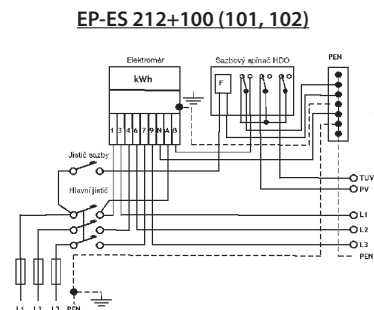 EP-ES 212+100 (101, 102)
Elektroměr
Sazbový spínač HDO
PEN
kWh
F
1 3 4 6 7 9 N A B
Jistič sazby
Hlavní jistič
TUV
PV
L1
L2
L3
PEN
L1 L2 L3 PEN